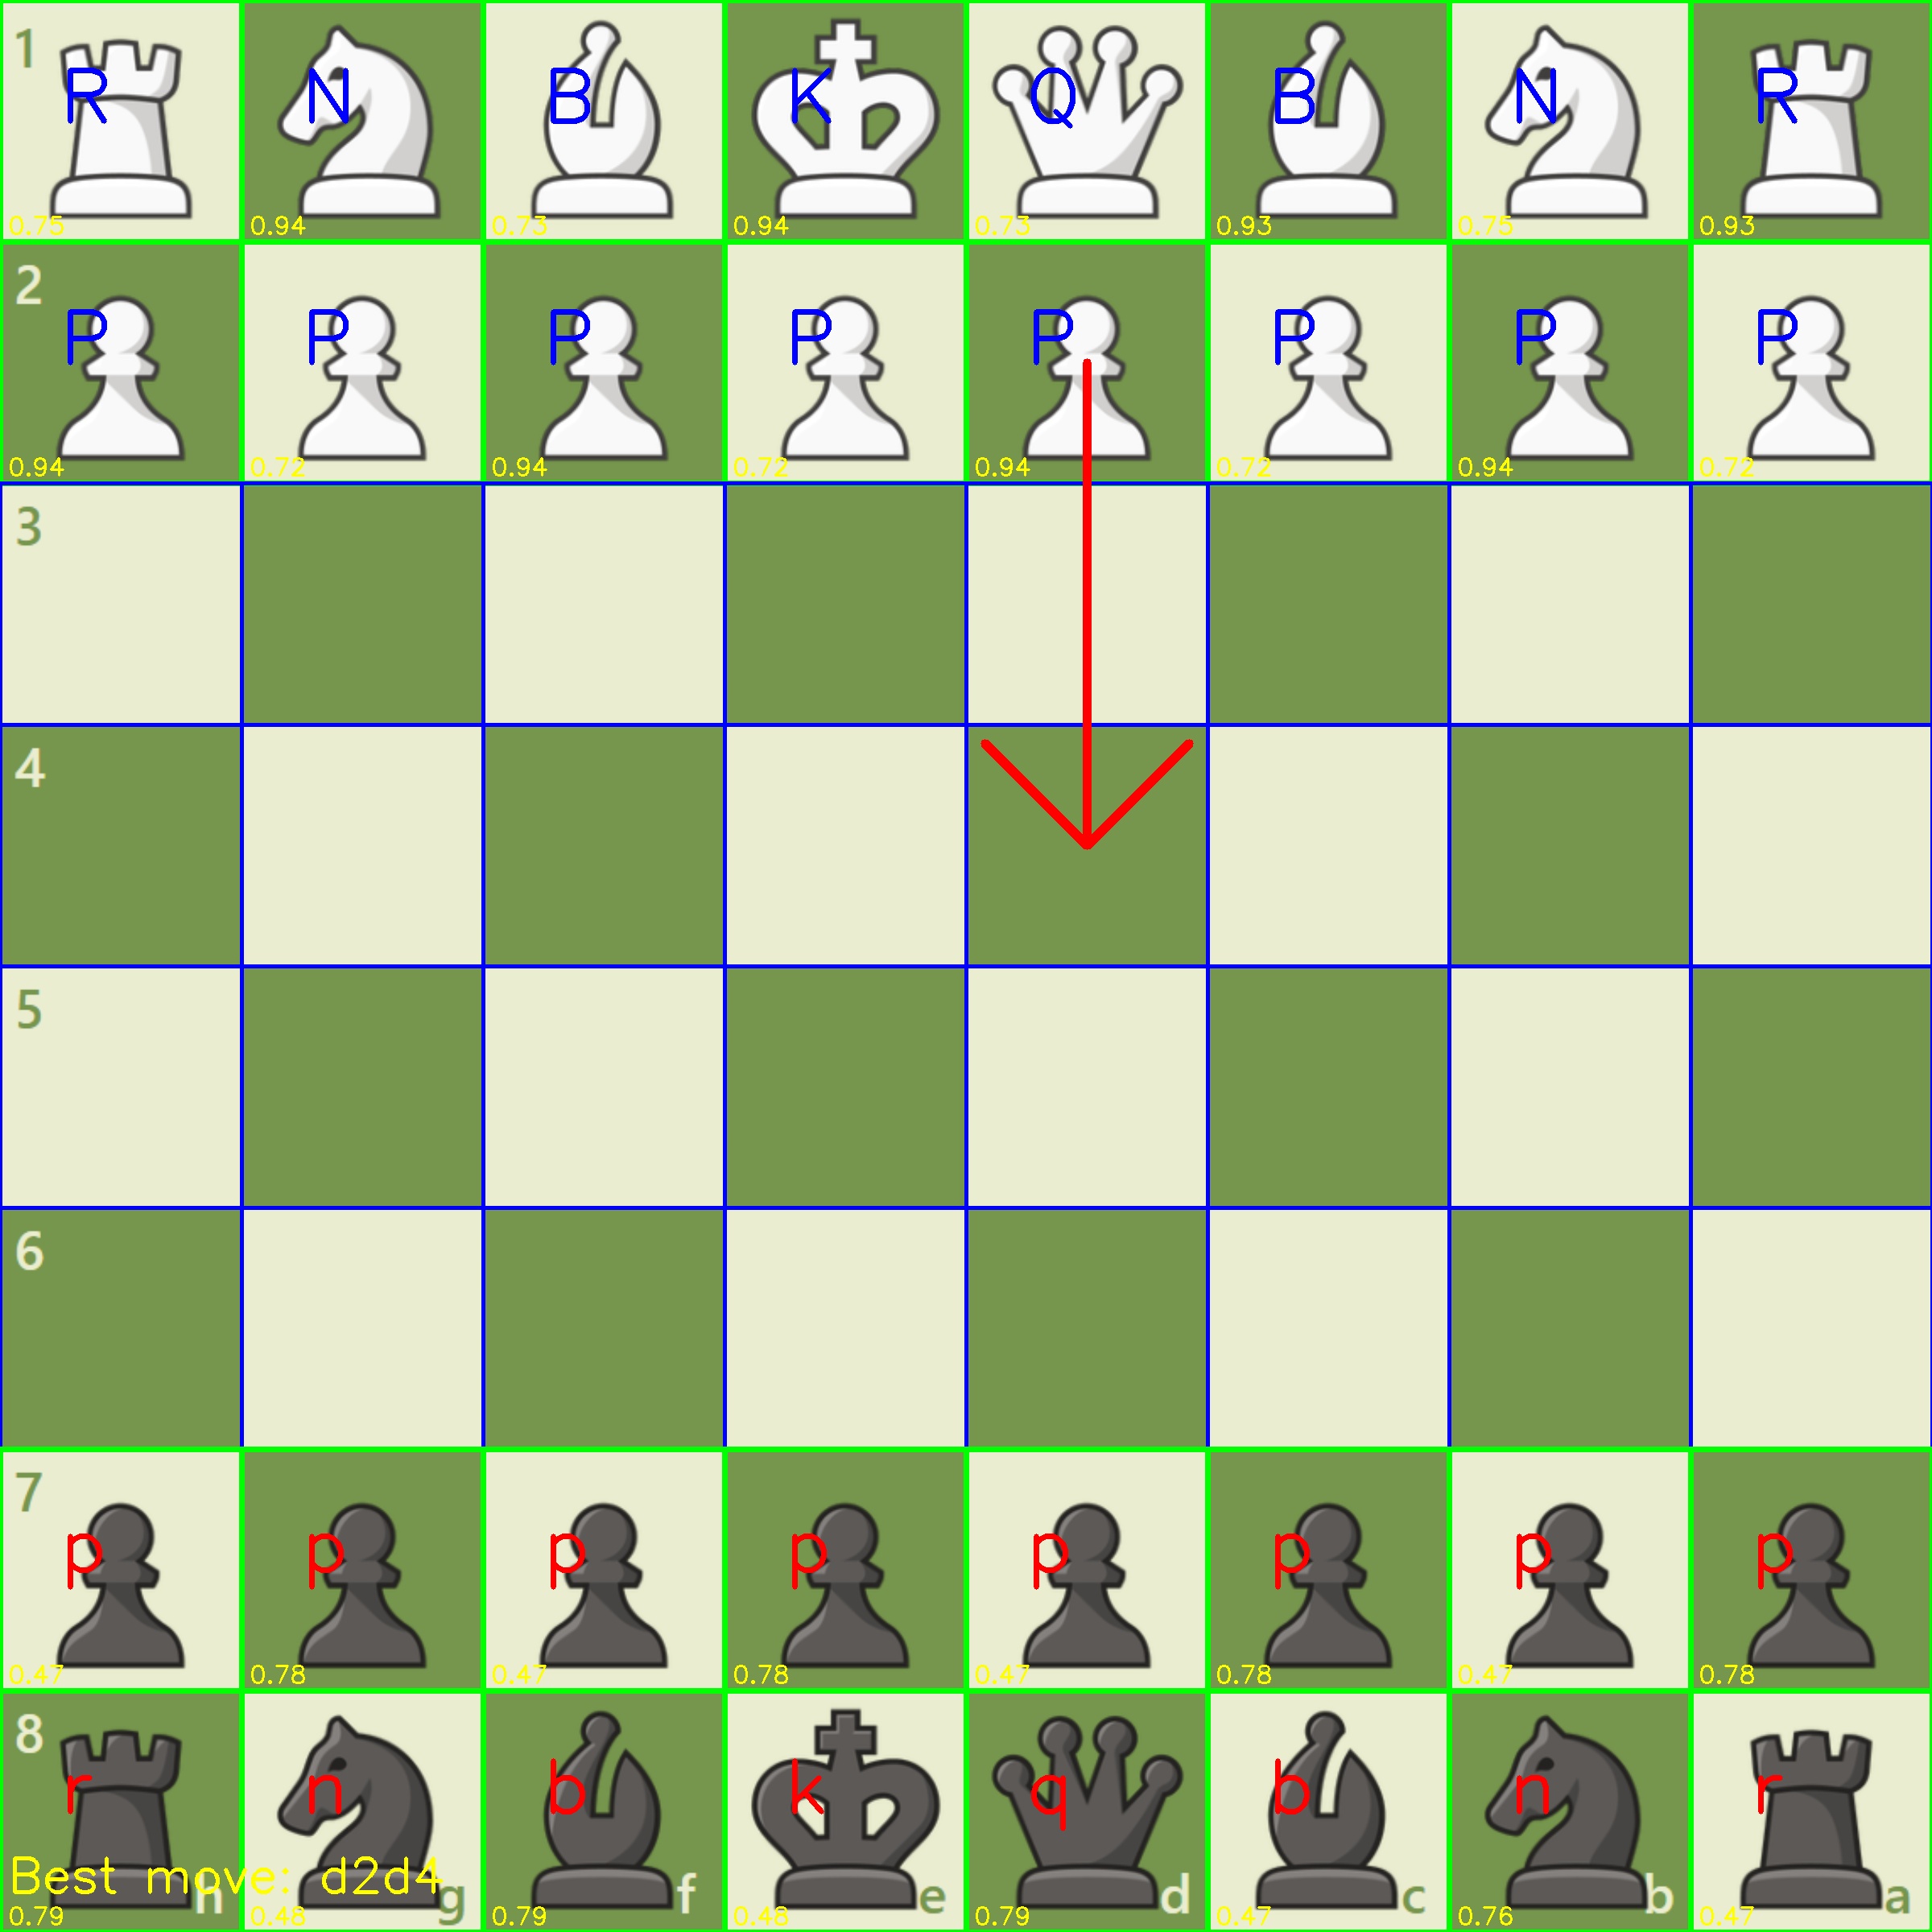 1
R N B K Q B N R
0.75 0.94 0.73 0.94 0.73 0.93 0.75 0.93
2
P P P P P P P P
0.94 0.72 0.94 0.72 0.94 0.72 0.94 0.72
3
4
5
6
7
p p p p p p p p
0.47 0.78 0.47 0.78 0.47 0.78 0.47 0.78
8
r n b k q b n r
Best move: d2d4
h g f e d c b a
0.79 0.48 0.79 0.48 0.79 0.47 0.76 0.47